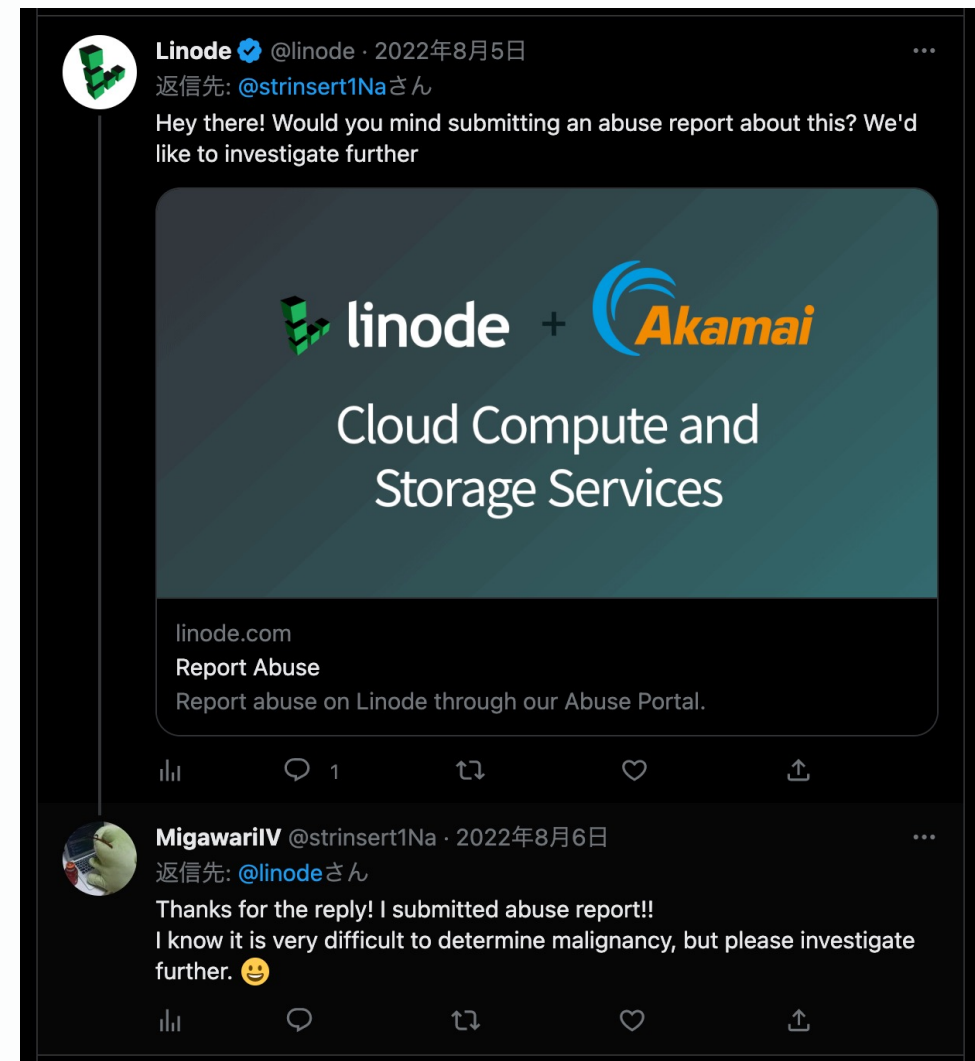 Linode @linode · 2022年8月5日
返信先: @strinsert1Naさん
Hey there! Would you mind submitting an abuse report about this? We'd
like to investigate further
linode + Akamai
Cloud Compute and
Storage Services
linode.com
Report Abuse
Report abuse on Linode through our Abuse Portal.
1
MigawariIV @strinsert1Na · 2022年8月6日
返信先: @linodeさん
Thanks for the reply! I submitted abuse report!!
I know it is very difficult to determine malignancy, but please investigate
further. 😀